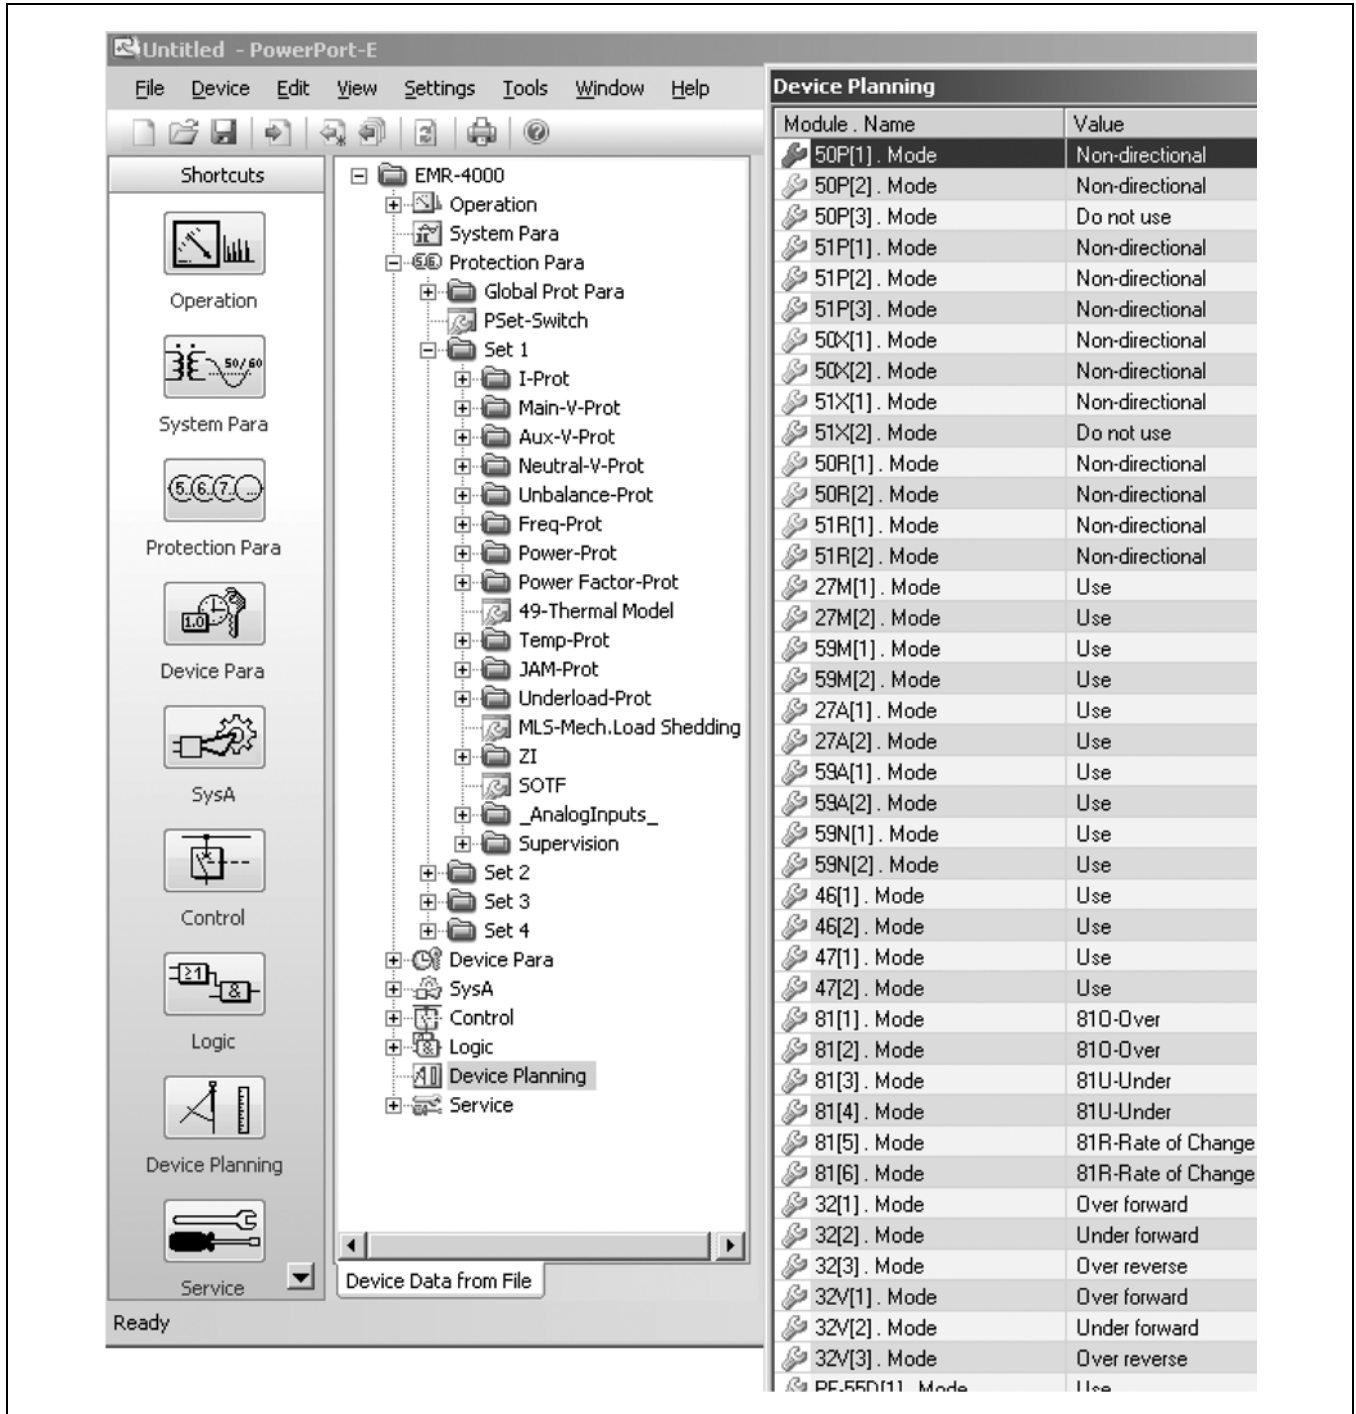 Untitled - PowerPort-E
File Device Edit View Settings Tools Window Help
Shortcuts
Operation
50/60
System Para
5. 6. 7. ...
Protection Para
1.0
Device Para
SysA
Control
≥1
&
Logic
Device Planning
Service
Ready
EMR-4000
Operation
System Para
Protection Para
Global Prot Para
PSet-Switch
Set 1
I-Prot
Main-V-Prot
Aux-V-Prot
Neutral-V-Prot
Unbalance-Prot
Freq-Prot
Power-Prot
Power Factor-Prot
49-Thermal Model
Temp-Prot
JAM-Prot
Underload-Prot
MLS-Mech.Load Shedding
ZI
SOTF
_AnalogInputs_
Supervision
Set 2
Set 3
Set 4
Device Para
SysA
Control
Logic
Device Planning
Service
Device Data from File
Device Planning
Module . Name Value
50P[1] . Mode Non-directional
50P[2] . Mode Non-directional
50P[3] . Mode Do not use
51P[1] . Mode Non-directional
51P[2] . Mode Non-directional
51P[3] . Mode Non-directional
50X[1] . Mode Non-directional
50X[2] . Mode Non-directional
51X[1] . Mode Non-directional
51X[2] . Mode Do not use
50R[1] . Mode Non-directional
50R[2] . Mode Non-directional
51R[1] . Mode Non-directional
51R[2] . Mode Non-directional
27M[1] . Mode Use
27M[2] . Mode Use
59M[1] . Mode Use
59M[2] . Mode Use
27A[1] . Mode Use
27A[2] . Mode Use
59A[1] . Mode Use
59A[2] . Mode Use
59N[1] . Mode Use
59N[2] . Mode Use
46[1] . Mode Use
46[2] . Mode Use
47[1] . Mode Use
47[2] . Mode Use
81[1] . Mode 81O-Over
81[2] . Mode 81O-Over
81[3] . Mode 81U-Under
81[4] . Mode 81U-Under
81[5] . Mode 81R-Rate of Change
81[6] . Mode 81R-Rate of Change
32[1] . Mode Over forward
32[2] . Mode Under forward
32[3] . Mode Over reverse
32V[1] . Mode Over forward
32V[2] . Mode Under forward
32V[3] . Mode Over reverse
PF-55D[1] . Mode Use